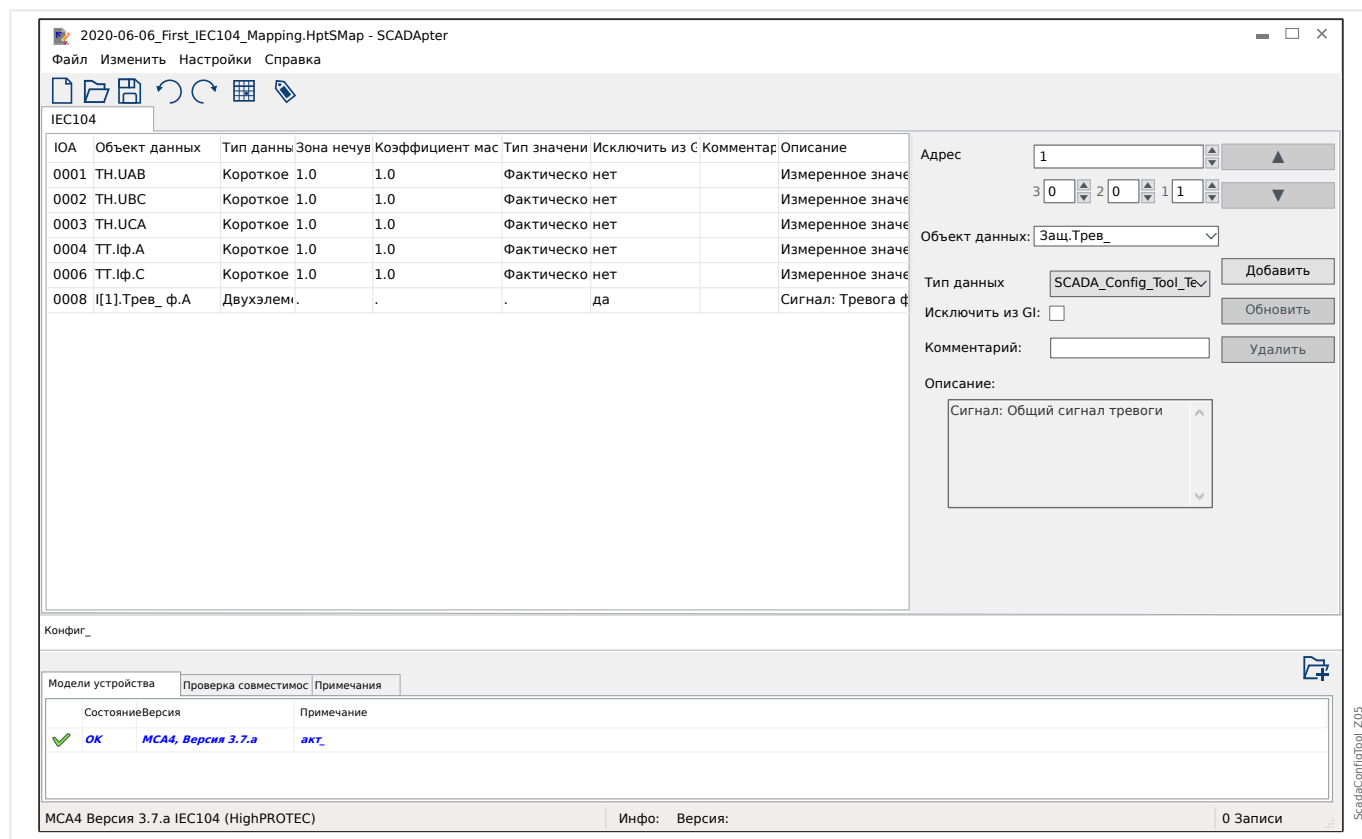 2020-06-06_First_IEC104_Mapping.HptSMap - SCADApter
Файл Изменить Настройки Справка
IEC104
IOA Объект данных Тип данны Зона нечув Коэффициент мас Тип значени Исключить из G Комментар Описание
0001 ТН.UAB Короткое 1.0 1.0 Фактическо нет Измеренное значе
0002 ТН.UBC Короткое 1.0 1.0 Фактическо нет Измеренное значе
0003 ТН.UCA Короткое 1.0 1.0 Фактическо нет Измеренное значе
0004 ТТ.Iф.A Короткое 1.0 1.0 Фактическо нет Измеренное значе
0006 ТТ.Iф.C Короткое 1.0 1.0 Фактическо нет Измеренное значе
0008 I[1].Трев_ ф.A Двухэлеме . . . да Сигнал: Тревога ф
Адрес 1
3 0 2 0 1 1
Объект данных: Защ.Трев_
Добавить
Тип данных SCADA_Config_Tool_Te
Исключить из GI:
Обновить
Комментарий:
Удалить
Описание:
Сигнал: Общий сигнал тревоги
Конфиг_
Модели устройства Проверка совместимос Примечания
Состояние Версия Примечание
OK MCA4, Версия 3.7.a акт_
MCA4 Версия 3.7.a IEC104 (HighPROTEC) Инфо: Версия: 0 Записи
ScadaConfigTool_Z05